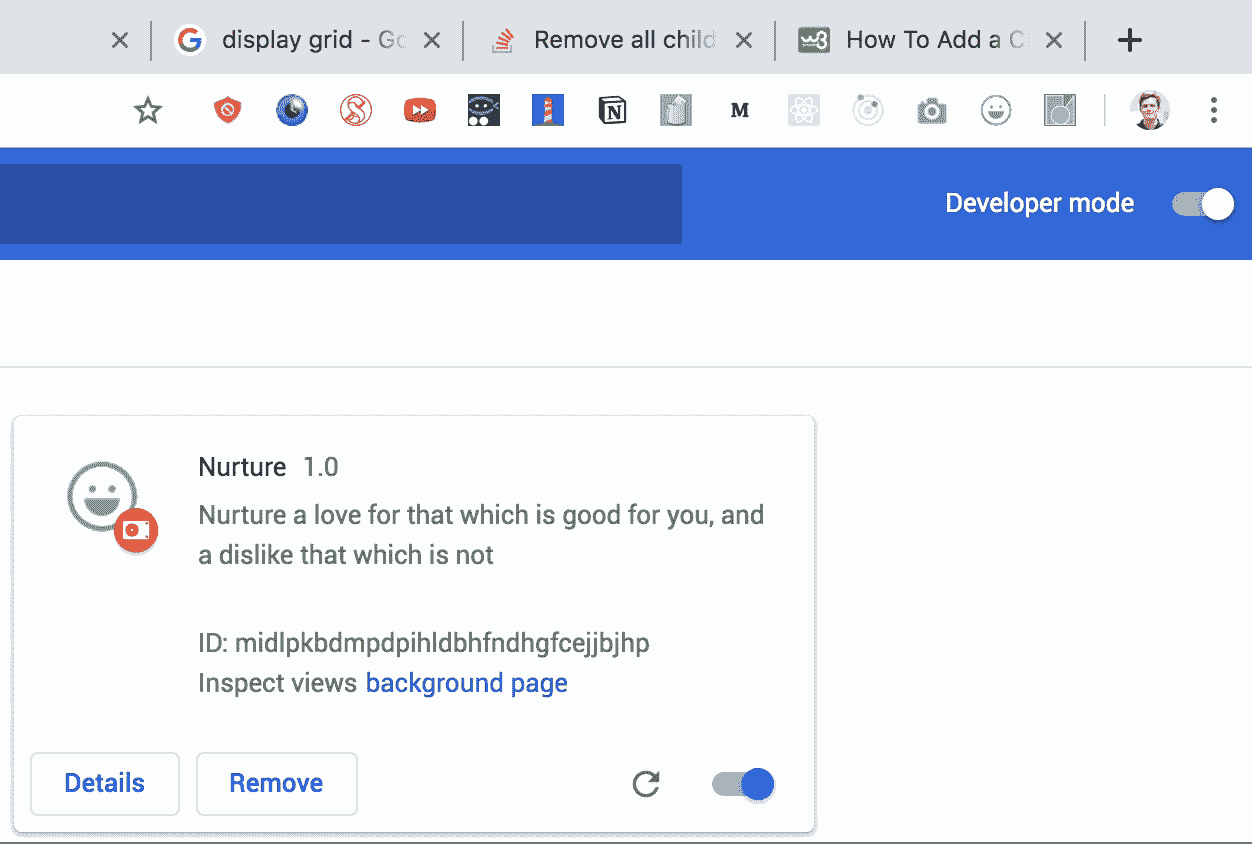 display grid - Go
Remove all child
How To Add a C
Developer mode
Nurture 1.0
Nurture a love for that which is good for you, and
a dislike that which is not
ID: midlpkbdmpdpihldbhfndhgfcejjbjhp
Inspect views background page
Details Remove